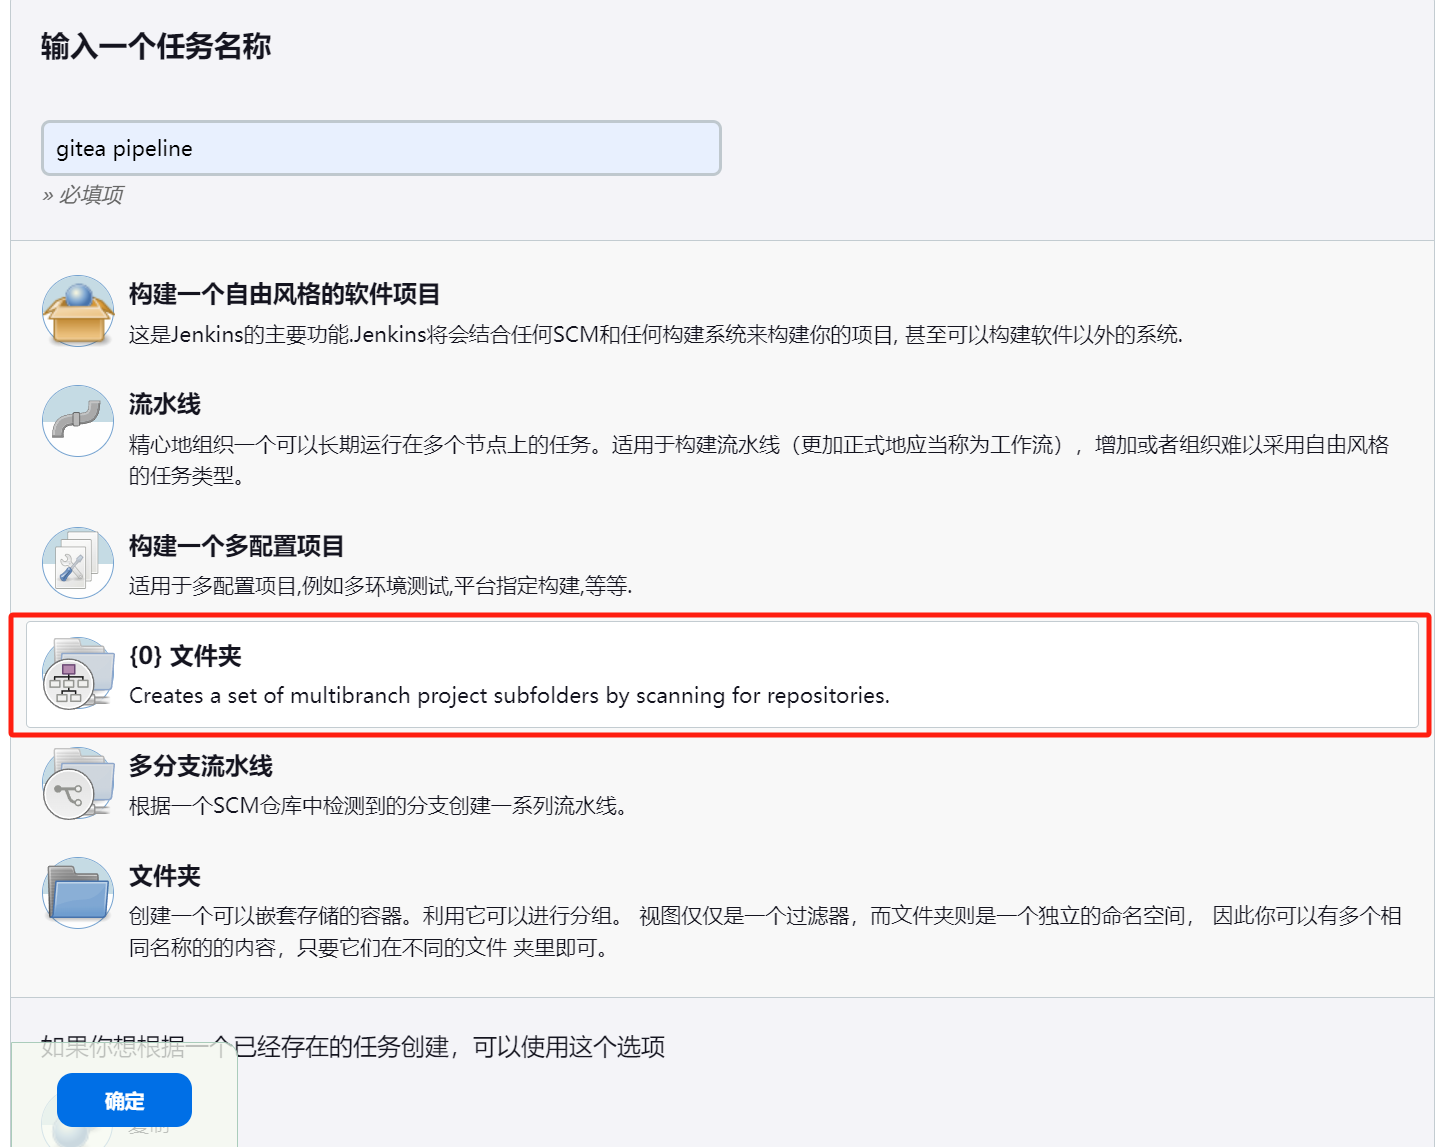 输入一个任务名称
gitea pipeline
» 必填项
构建一个自由风格的软件项目
这是Jenkins的主要功能.Jenkins将会结合任何SCM和任何构建系统来构建你的项目, 甚至可以构建软件以外的系统.
流水线
精心地组织一个可以长期运行在多个节点上的任务。适用于构建流水线（更加正式地应当称为工作流），增加或者组织难以采用自由风格
的任务类型。
构建一个多配置项目
适用于多配置项目,例如多环境测试,平台指定构建,等等.
{0} 文件夹
Creates a set of multibranch project subfolders by scanning for repositories.
多分支流水线
根据一个SCM仓库中检测到的分支创建一系列流水线。
文件夹
创建一个可以嵌套存储的容器。利用它可以进行分组。 视图仅仅是一个过滤器，而文件夹则是一个独立的命名空间， 因此你可以有多个相
同名称的的内容，只要它们在不同的文件 夹里即可。
如果你想根据一个已经存在的任务创建，可以使用这个选项
确定
复制